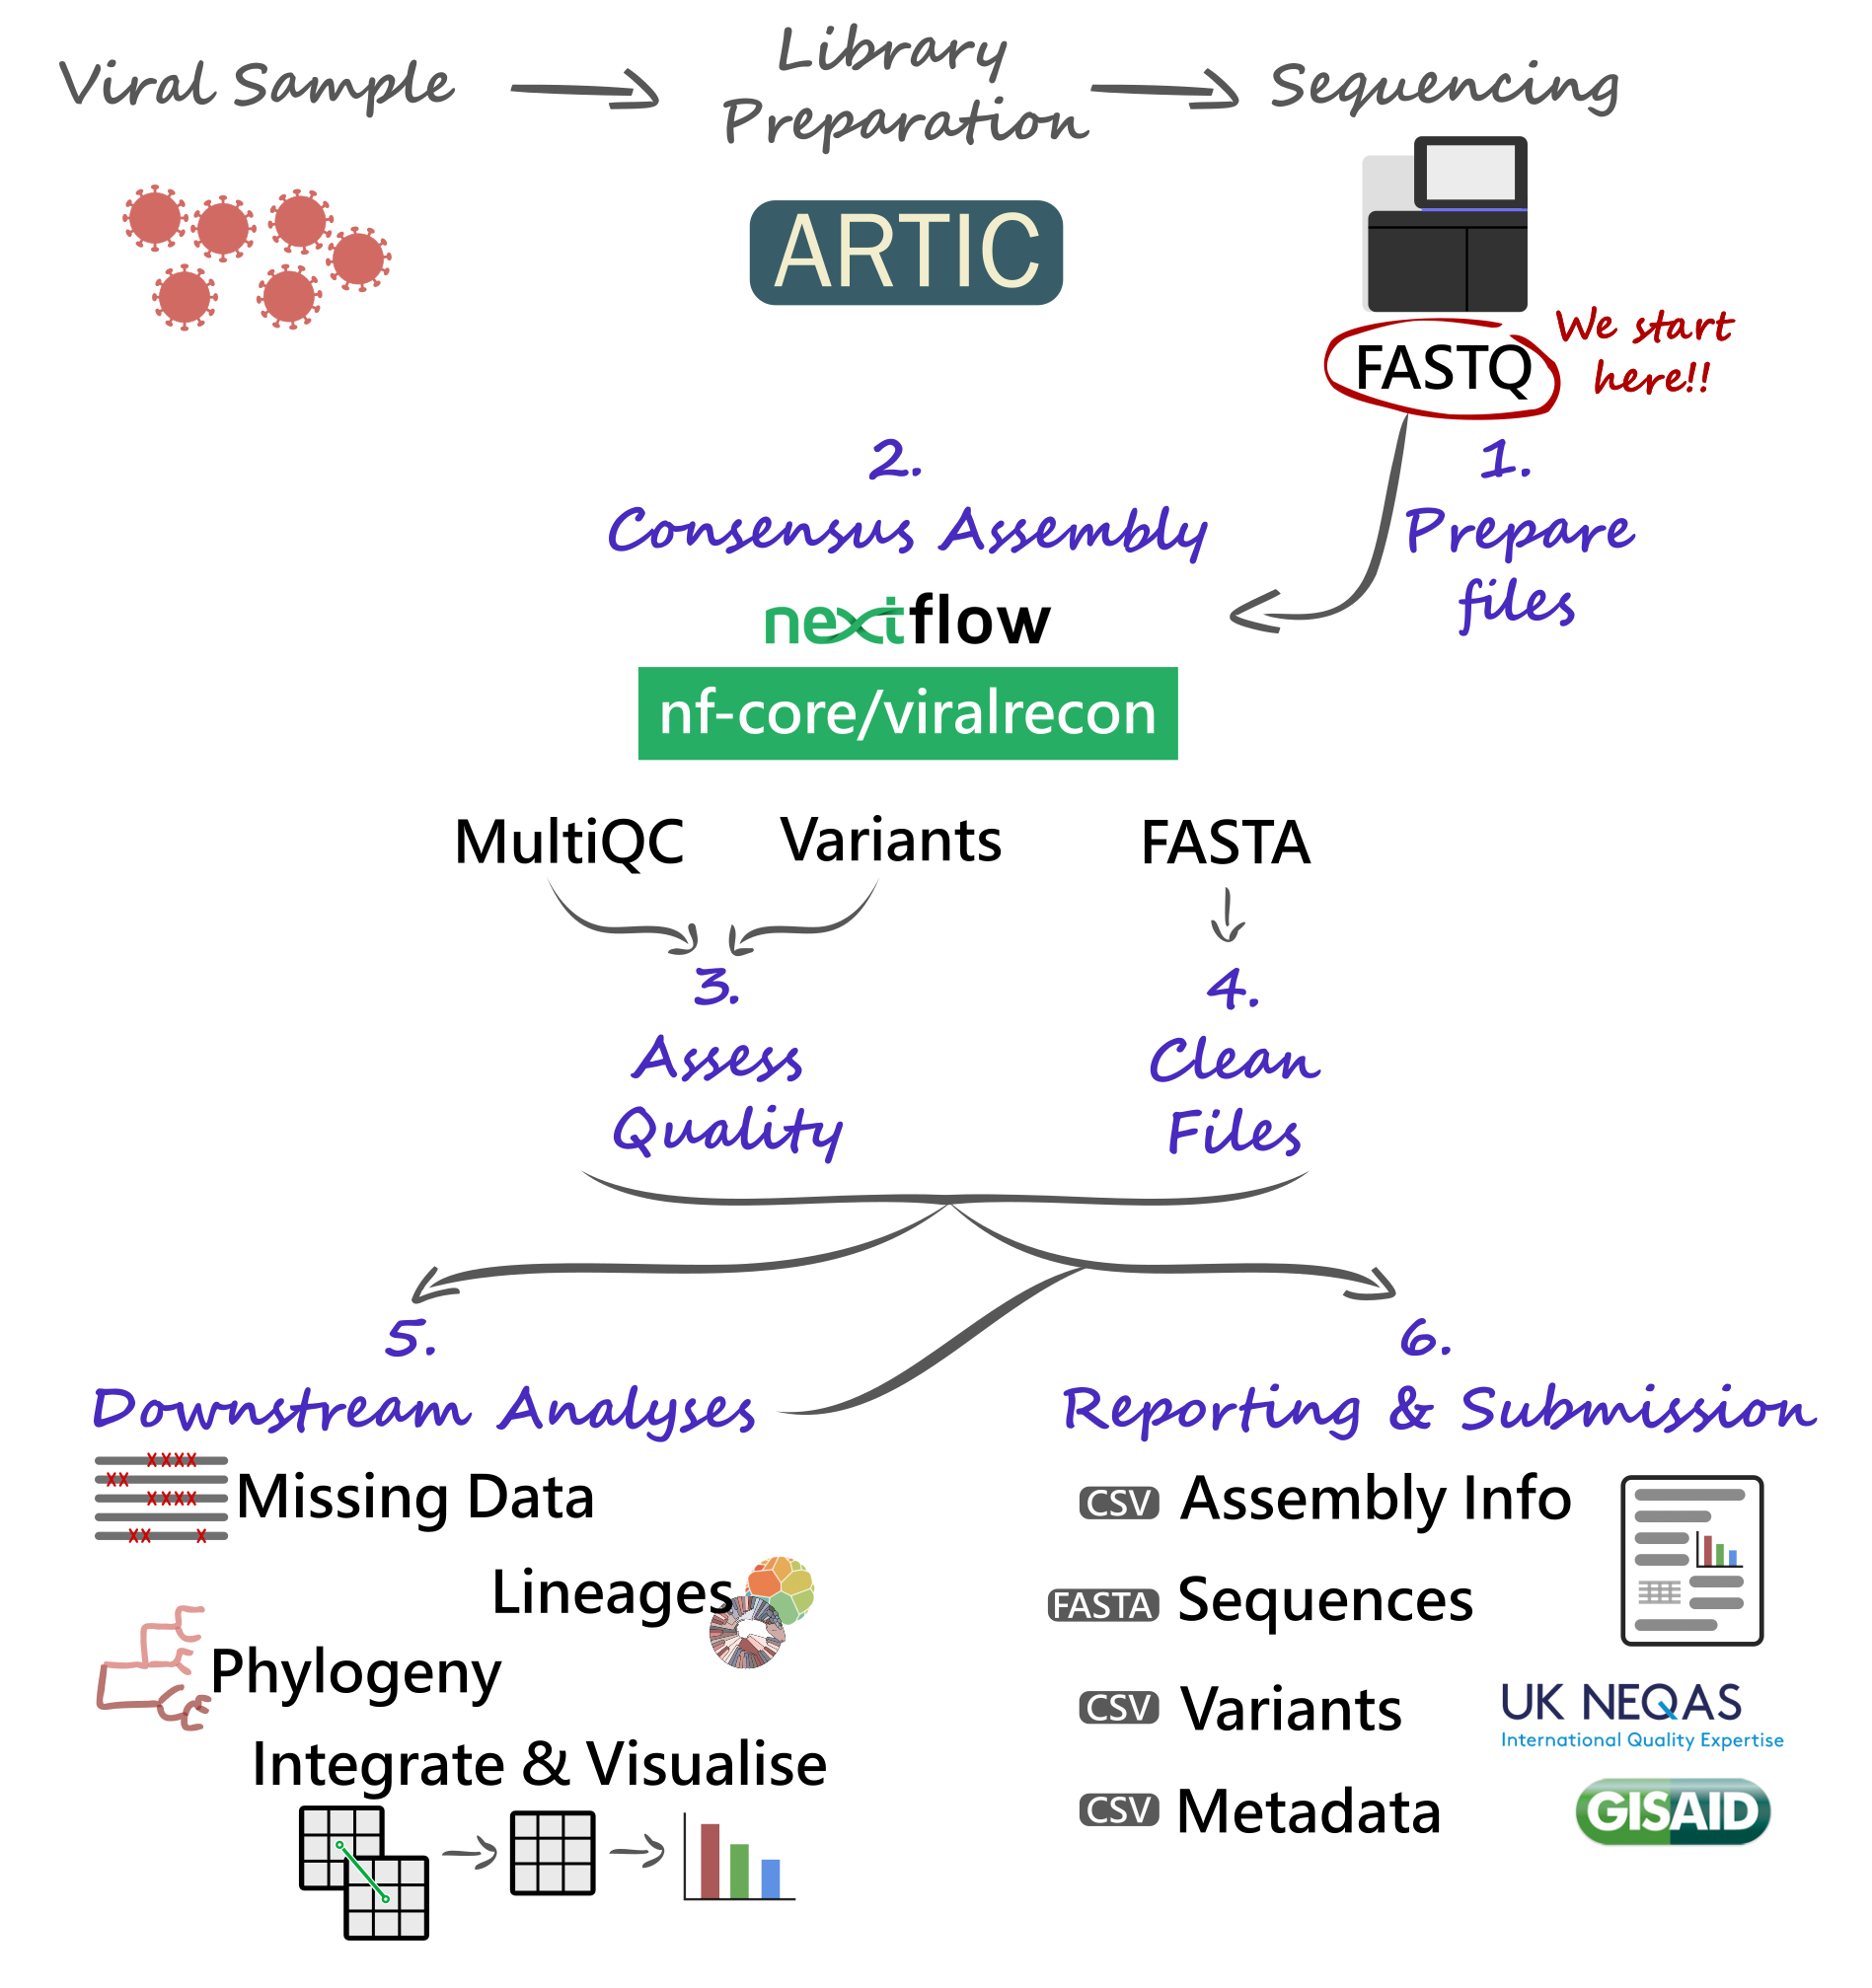 Viral Sample
Library
Preparation
Sequencing
ARTIC
FASTQ
We start
here!!
1.
Prepare
files
2.
Consensus Assembly
nextflow
nf-core/viralrecon
MultiQC
Variants
FASTA
3.
Assess
Quality
4.
Clean
Files
5.
Downstream Analyses
Missing Data
Lineages
Phylogeny
Integrate & Visualise
6.
Reporting & Submission
CSV Assembly Info
FASTA Sequences
CSV Variants
CSV Metadata
UK NEQAS
International Quality Expertise
GISAID